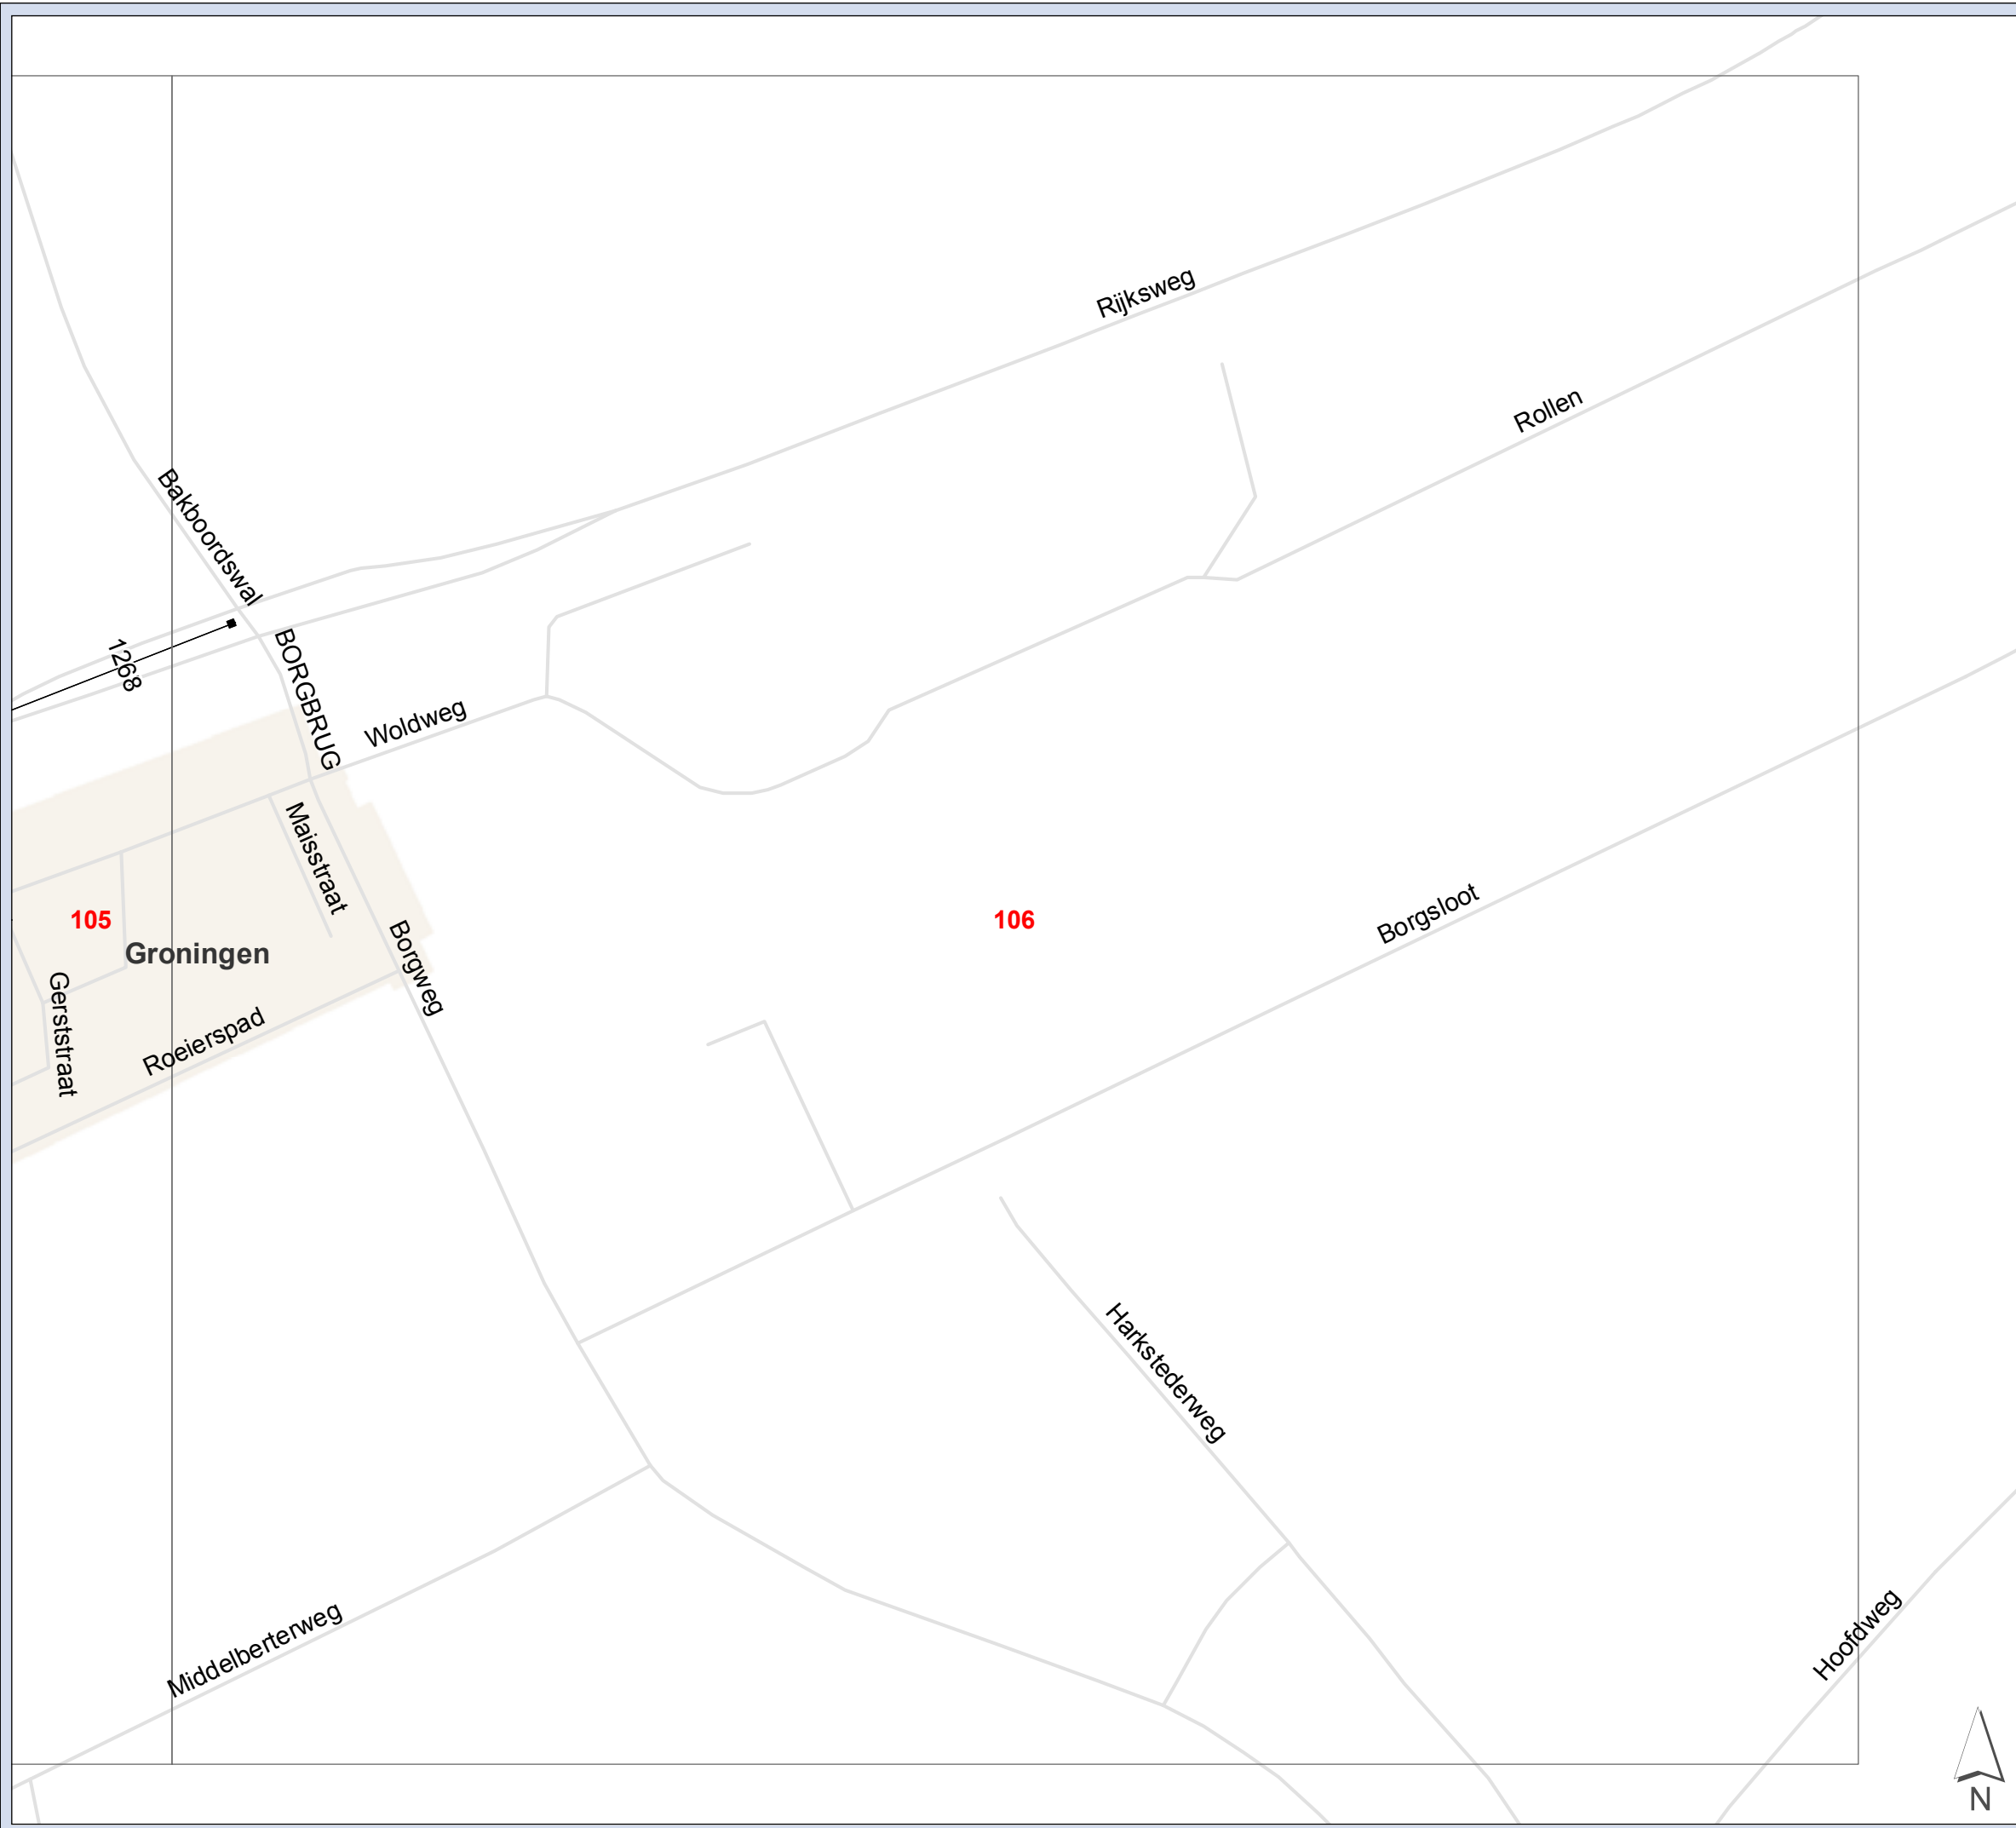 Rijksweg
Rollen
Bakboordswal
BORGBRUG
1268
Woldweg
Maisstraat
105
106
Borgsloot
Groningen
Borgweg
Gerststraat
Roeierspad
Harkstederweg
Middelberterweg
Hoofdweg
N